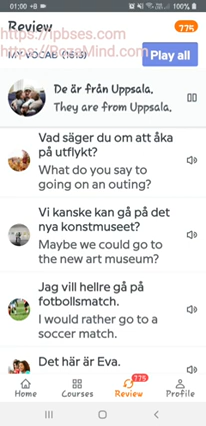 01:00 +B 100%
https://lpbses.com
Review 775
https://BozaMind.com
MY VOCAB (1613) Play all
De är från Uppsala.
They are from Uppsala.
Vad säger du om att åka
på utflykt?
What do you say to
going on an outing?
Vi kanske kan gå på det
nya konstmuseet?
Maybe we could go to
the new art museum?
Jag vill hellre gå på
fotbollsmatch.
I would rather go to a
soccer match.
Det här är Eva.
775
Home Courses Review Profile